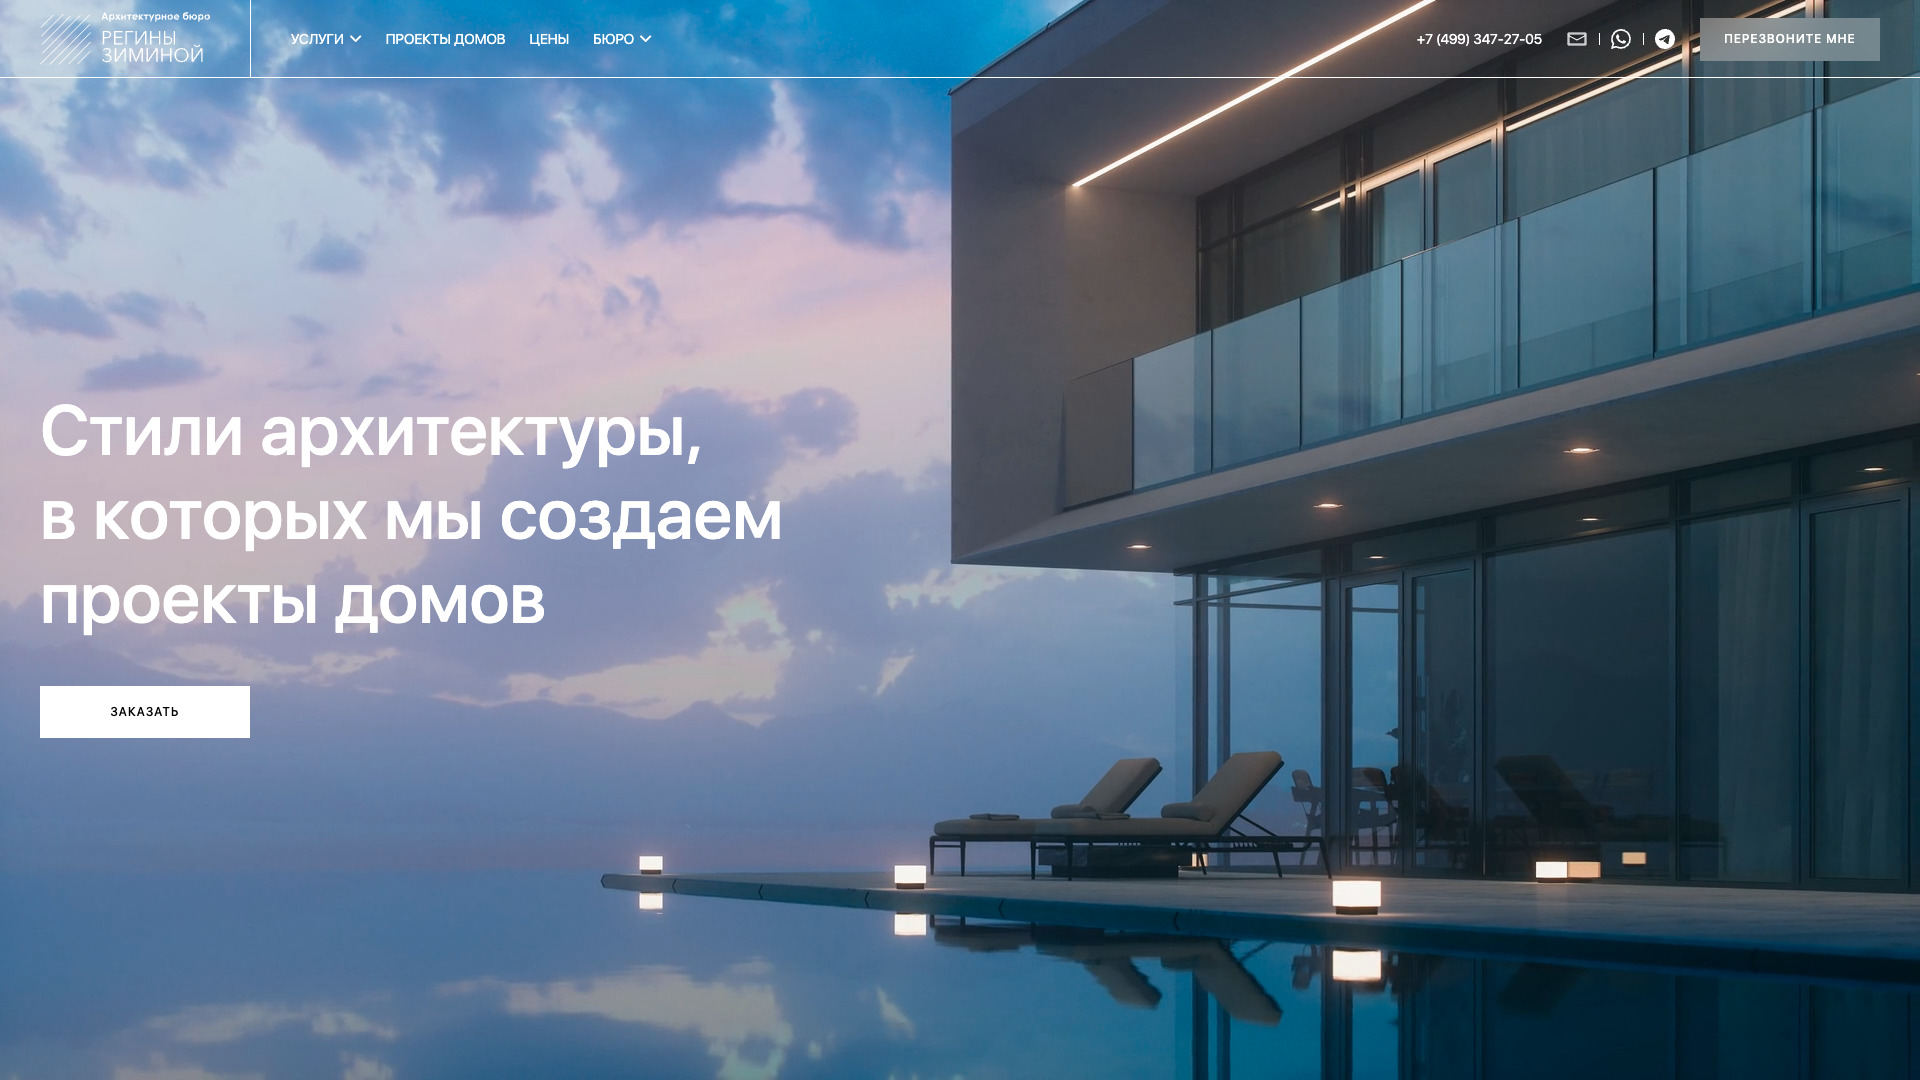 Архитектурное бюро
РЕГИНЫ
ЗИМИНОЙ
УСЛУГИ
ПРОЕКТЫ ДОМОВ
ЦЕНЫ
БЮРО
+7 (499) 347-27-05
ПЕРЕЗВОНИТЕ МНЕ
Стили архитектуры,
в которых мы создаем
проекты домов
ЗАКАЗАТЬ